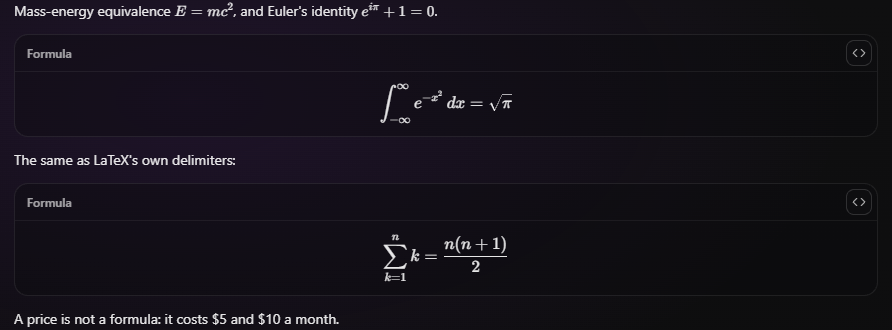 Mass-energy equivalence E = mc², and Euler's identity e^{iπ} + 1 = 0.
Formula
<>
∫_{-∞}^{∞} e^{-x²} dx = √π
The same as LaTeX's own delimiters:
Formula
<>
∑_{k=1}^{n} k = n(n + 1)/2
A price is not a formula: it costs $5 and $10 a month.